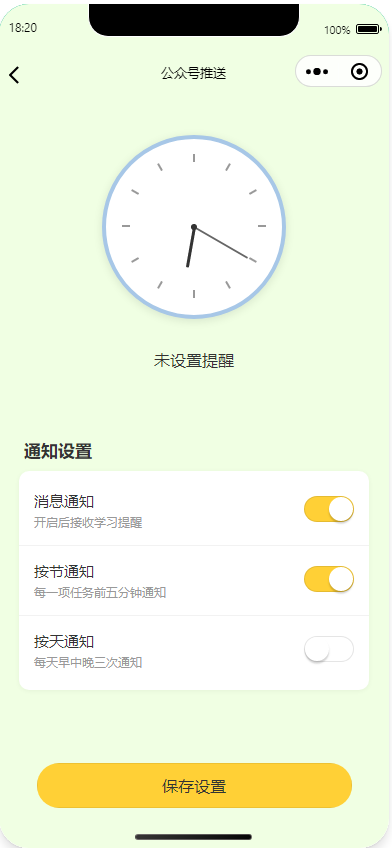 18:20
100%
公众号推送
未设置提醒
通知设置
消息通知
开启后接收学习提醒
按节通知
每一项任务前五分钟通知
按天通知
每天早中晚三次通知
保存设置